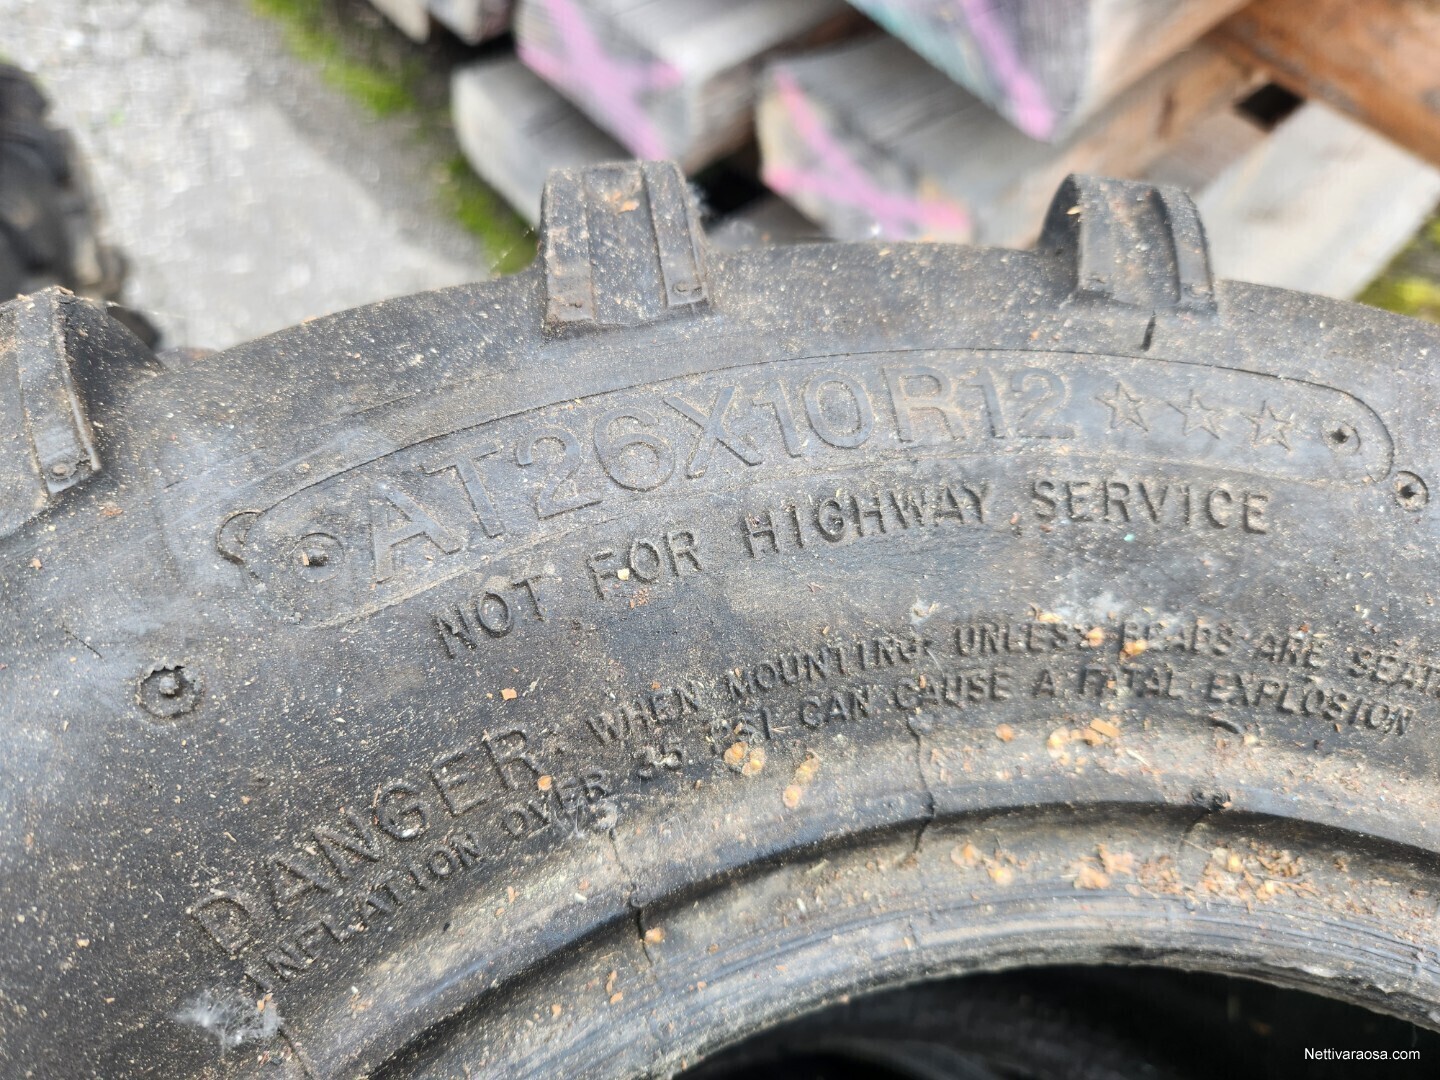 AT26X10R12 ☆☆☆
NOT FOR HIGHWAY SERVICE
DANGER: WHEN MOUNTING, UNLESS BEADS ARE
INFLATION OVER 35 PSI CAN CAUSE A FATAL EXPLOSION
Nettivaraosa.com